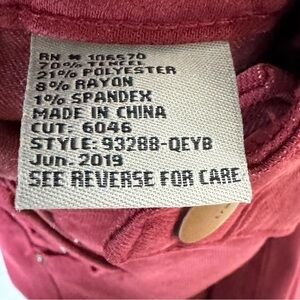 RN # 106570
70% TENCEL
21% POLYESTER
8% RAYON
1% SPANDEX
MADE IN CHINA
CUT: 6046
STYLE: 93288-QEYB
Jun. 2019
SEE REVERSE FOR CARE